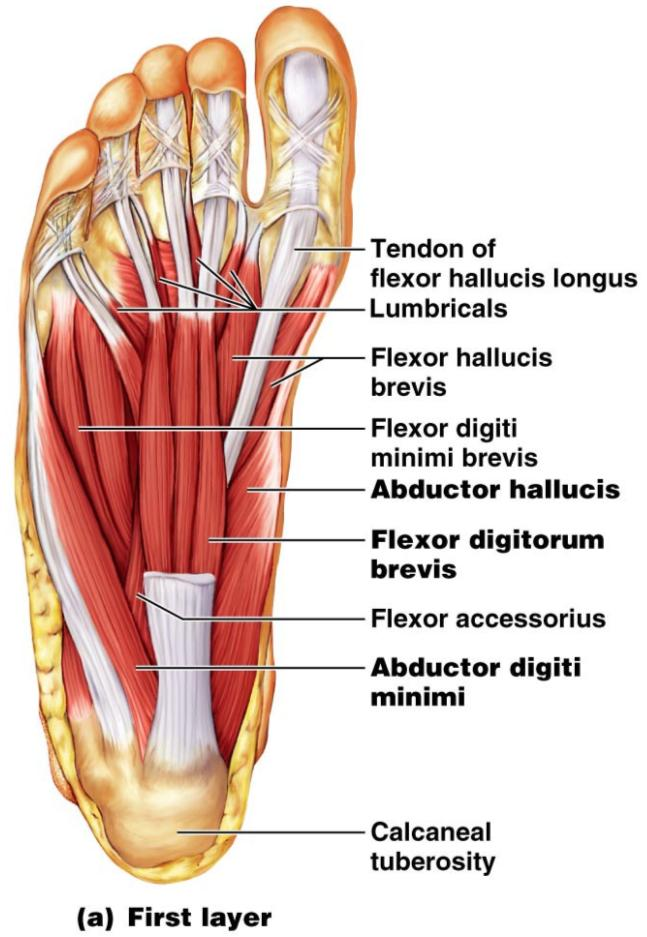 Tendon of
flexor hallucis longus
Lumbricals
Flexor hallucis
brevis
Flexor digiti
minimi brevis
Abductor hallucis
Flexor digitorum
brevis
Flexor accessorius
Abductor digiti
minimi
Calcaneal
tuberosity
(a) First layer